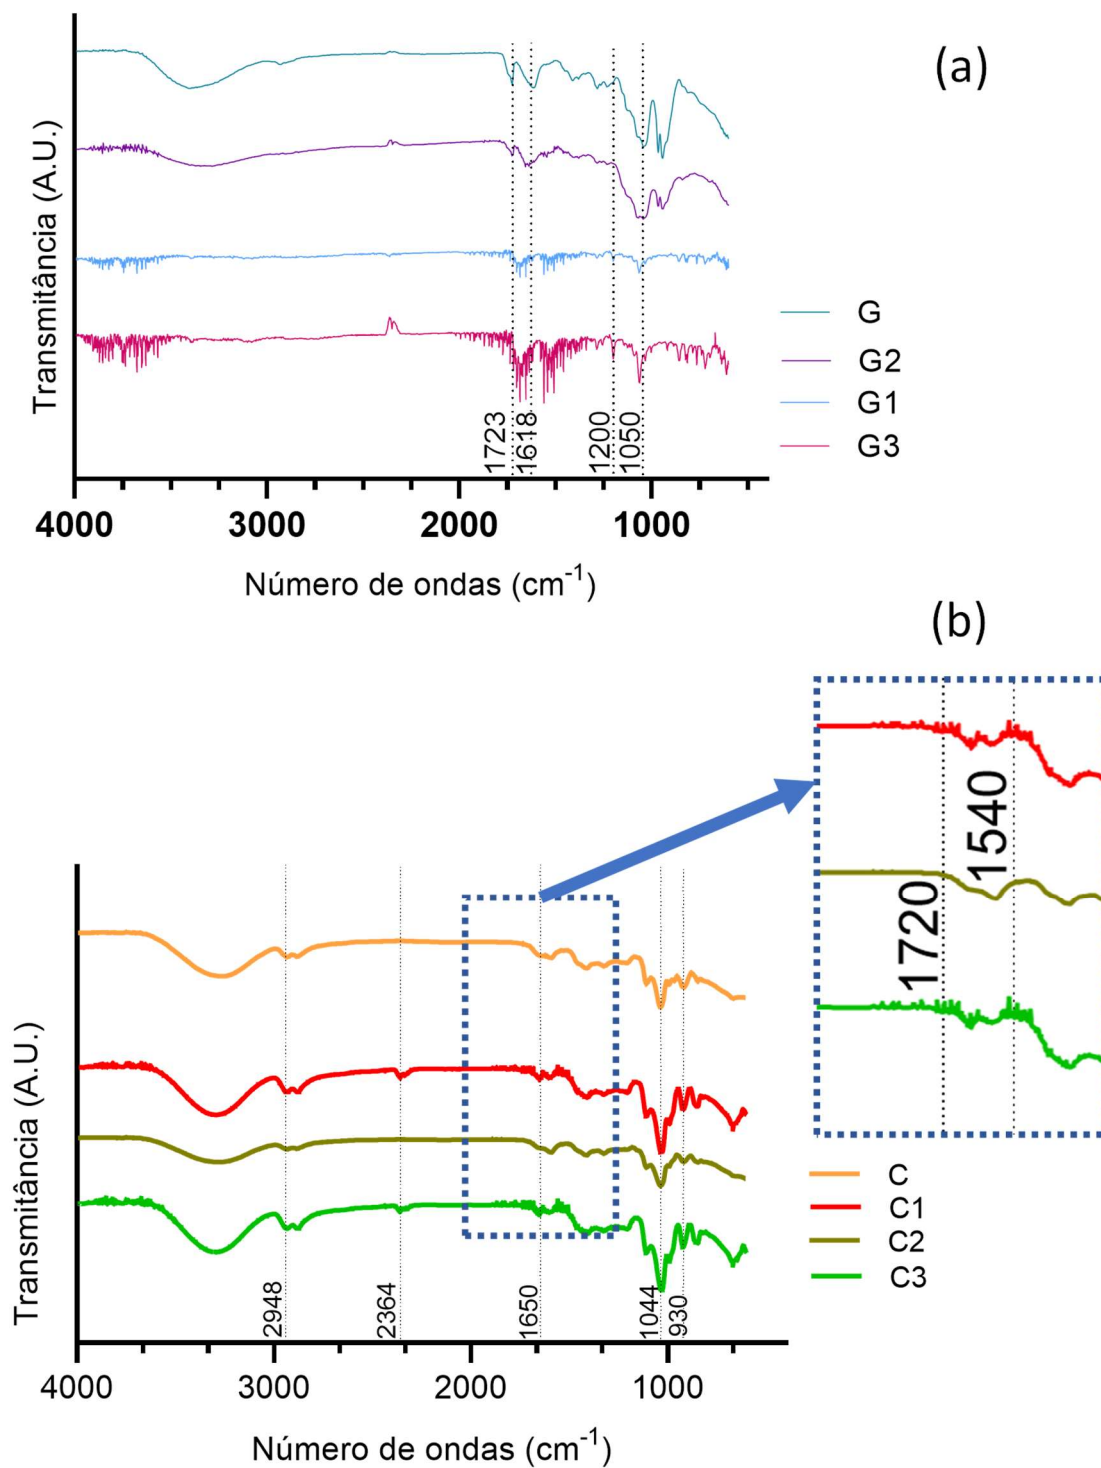 (a)
Transmitância (A.U.)
1723
1618
1200
1050
G
G2
G1
G3
4000 3000 2000 1000
Número de ondas (cm-1)
(b)
1720
1540
Transmitância (A.U.)
2948
2364
1650
1044
930
C
C1
C2
C3
4000 3000 2000 1000
Número de ondas (cm-1)